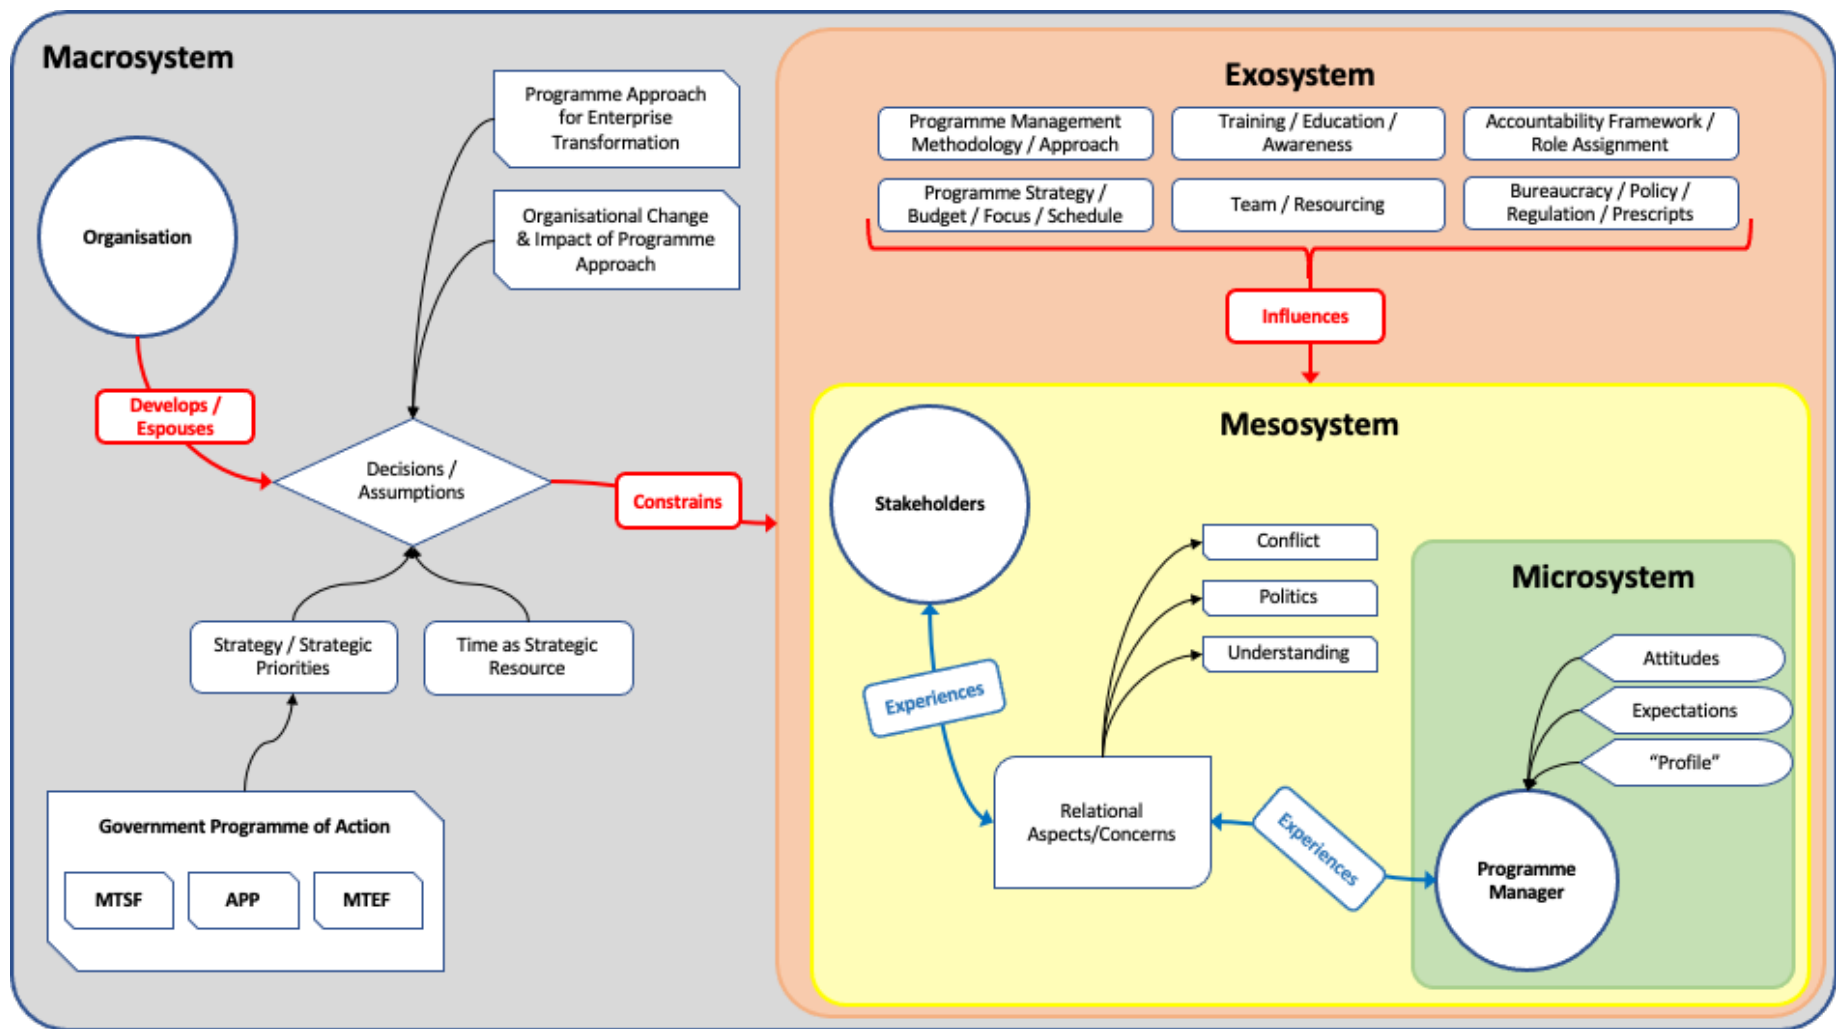 Macrosystem
Organisation
Programme Approach
for Enterprise
Transformation
Organisational Change
& Impact of Programme
Approach
Develops /
Espouses
Decisions /
Assumptions
Constrains
Strategy / Strategic
Priorities
Time as Strategic
Resource
Government Programme of Action
MTSF
APP
MTEF
Exosystem
Programme Management
Methodology / Approach
Training / Education /
Awareness
Accountability Framework /
Role Assignment
Programme Strategy /
Budget / Focus / Schedule
Team / Resourcing
Bureaucracy / Policy /
Regulation / Prescripts
Influences
Mesosystem
Stakeholders
Conflict
Politics
Understanding
Experiences
Relational
Aspects/Concerns
Experiences
Microsystem
Attitudes
Expectations
“Profile”
Programme
Manager